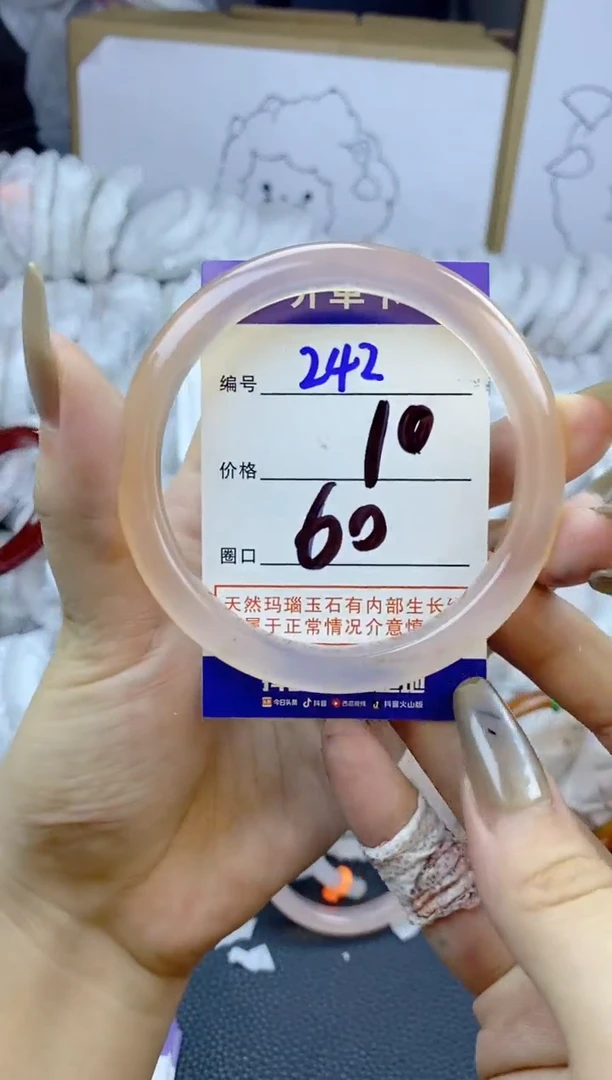 编号 242
价格 10
圈口 60
天然玛瑙玉石有内部生长
属于正常情况介意慎
今日头条 抖音 西瓜视频 抖音火山版